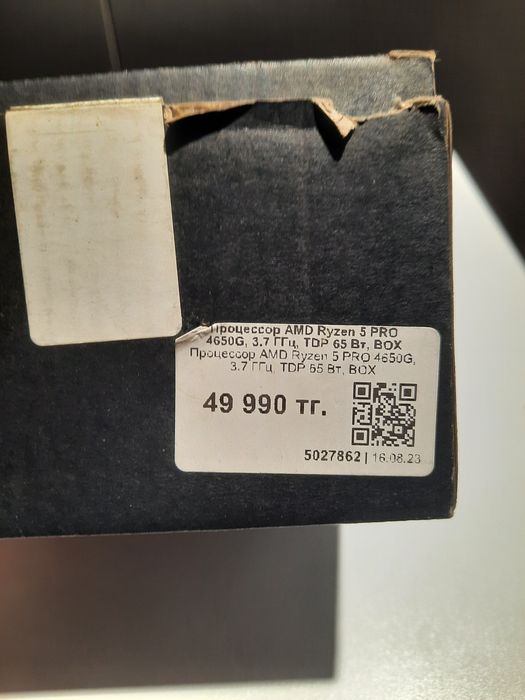 Процессор AMD Ryzen 5 PRO
4650G, 3.7 ГГц, TDP 65 Вт, BOX
Процессор AMD Ryzen 5 PRO 4650G,
3.7 ГГц, TDP 65 Вт, BOX
49 990 тг.
5027862 | 16.08.23